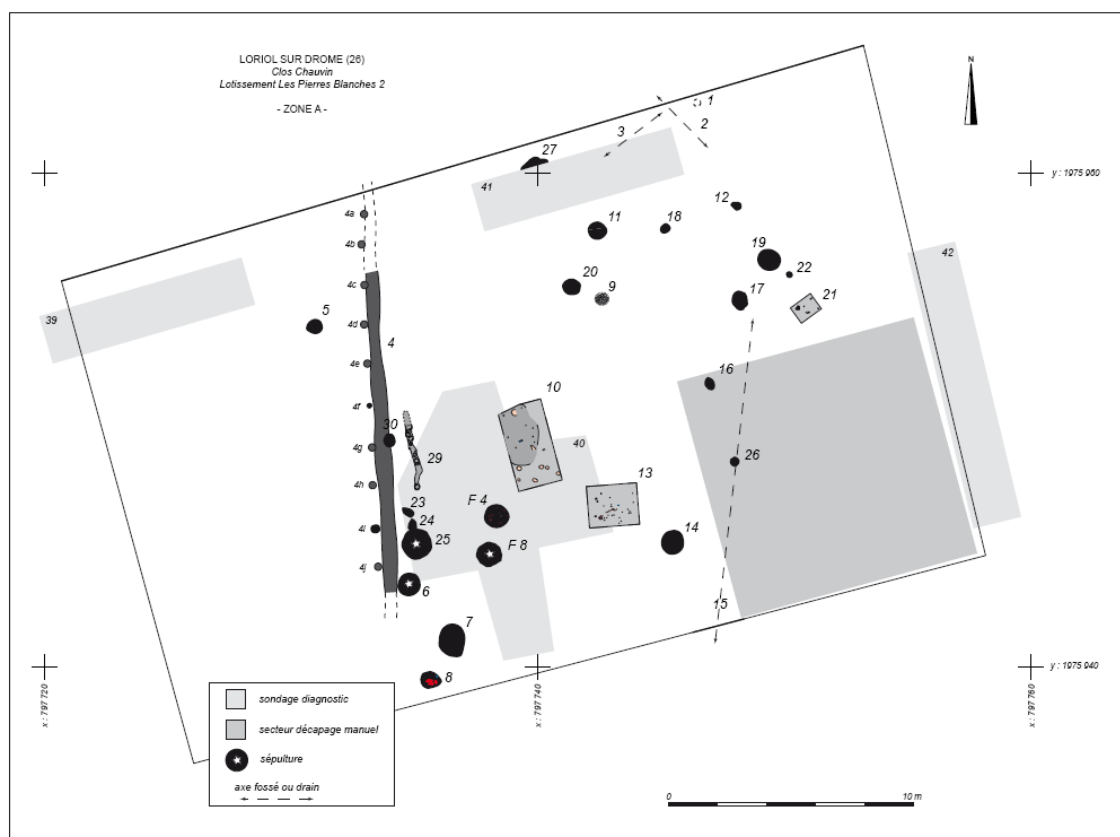 LORIOL SUR DROME (26)
Clos Chauvin
Lotissement Les Pierres Blanches 2
- ZONE A -
N
1
2
3
27
41
y : 1975 960
4a
12
11
18
4b
19
42
22
4c
20
9
17
21
39
5
4d
4
4e
16
10
4f
30
40
4g
29
26
13
4h
F 4
23
24
14
4i
25
F 8
4j
6
15
7
8
y : 1975 940
x : 797 720
x : 797 740
x : 797 760
sondage diagnostic
secteur décapage manuel
sépulture
axe fossé ou drain
0
10 m